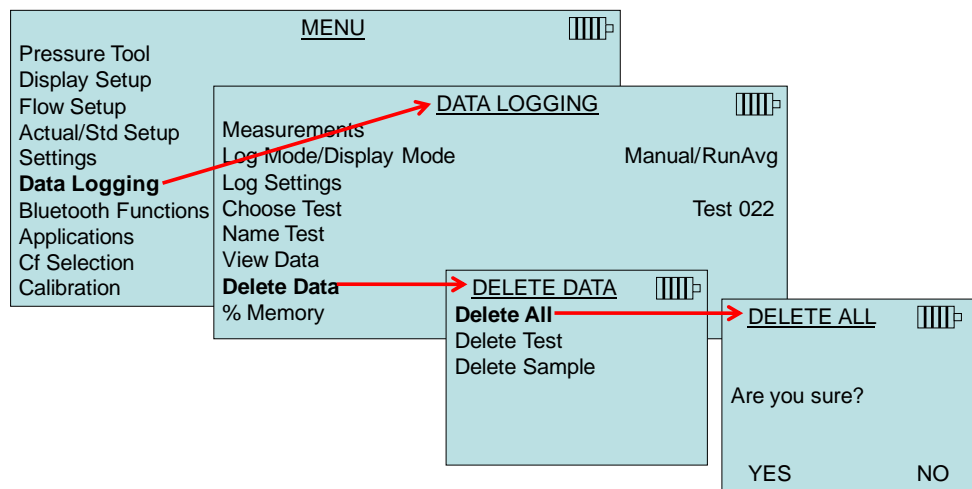 MENU
Pressure Tool
Display Setup
Flow Setup
Actual/Std Setup
Settings
Data Logging
Bluetooth Functions
Applications
Cf Selection
Calibration
DATA LOGGING
Measurements
Log Mode/Display Mode Manual/RunAvg
Log Settings
Choose Test Test 022
Name Test
View Data
Delete Data
% Memory
DELETE DATA
Delete All
Delete Test
Delete Sample
DELETE ALL
Are you sure?
YES NO